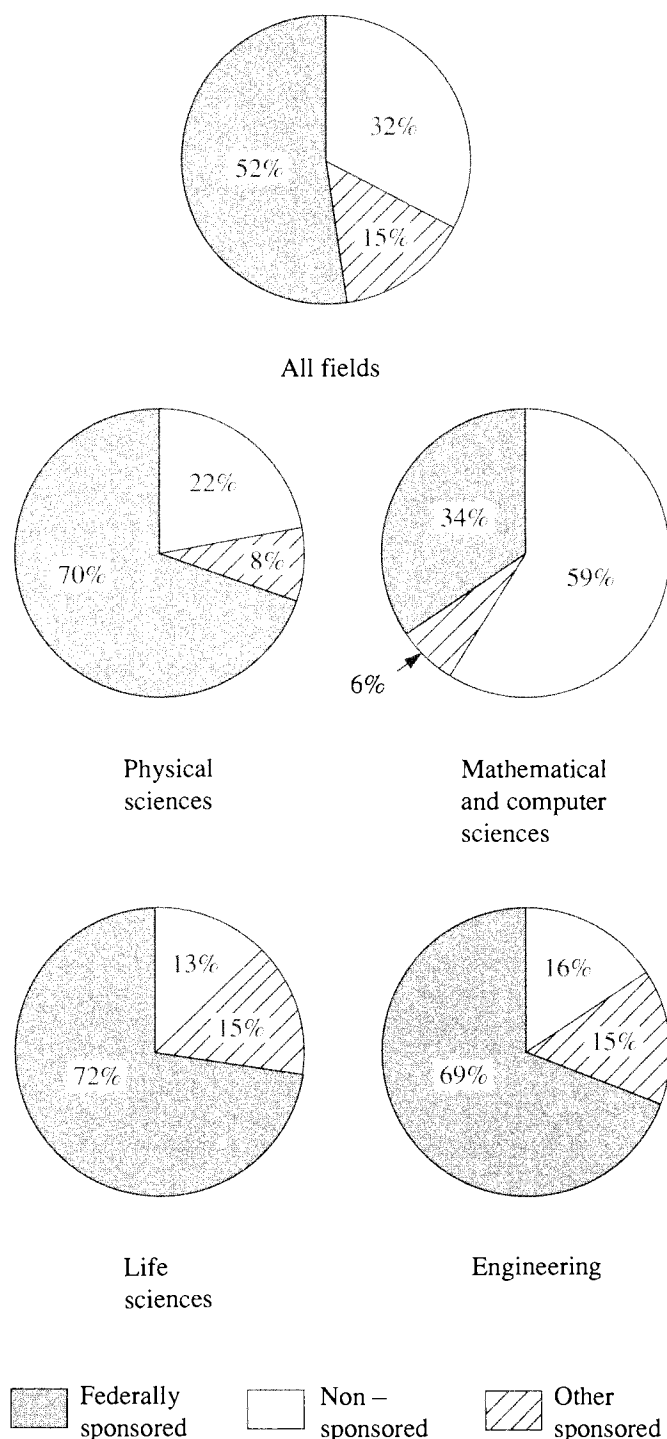 32%
52%
15%
All fields
22%
8%
70%
34%
59%
6%
Physical
sciences
Mathematical
and computer
sciences
13%
15%
72%
16%
15%
69%
Life
sciences
Engineering
Federally
sponsored
Non –
sponsored
Other
sponsored